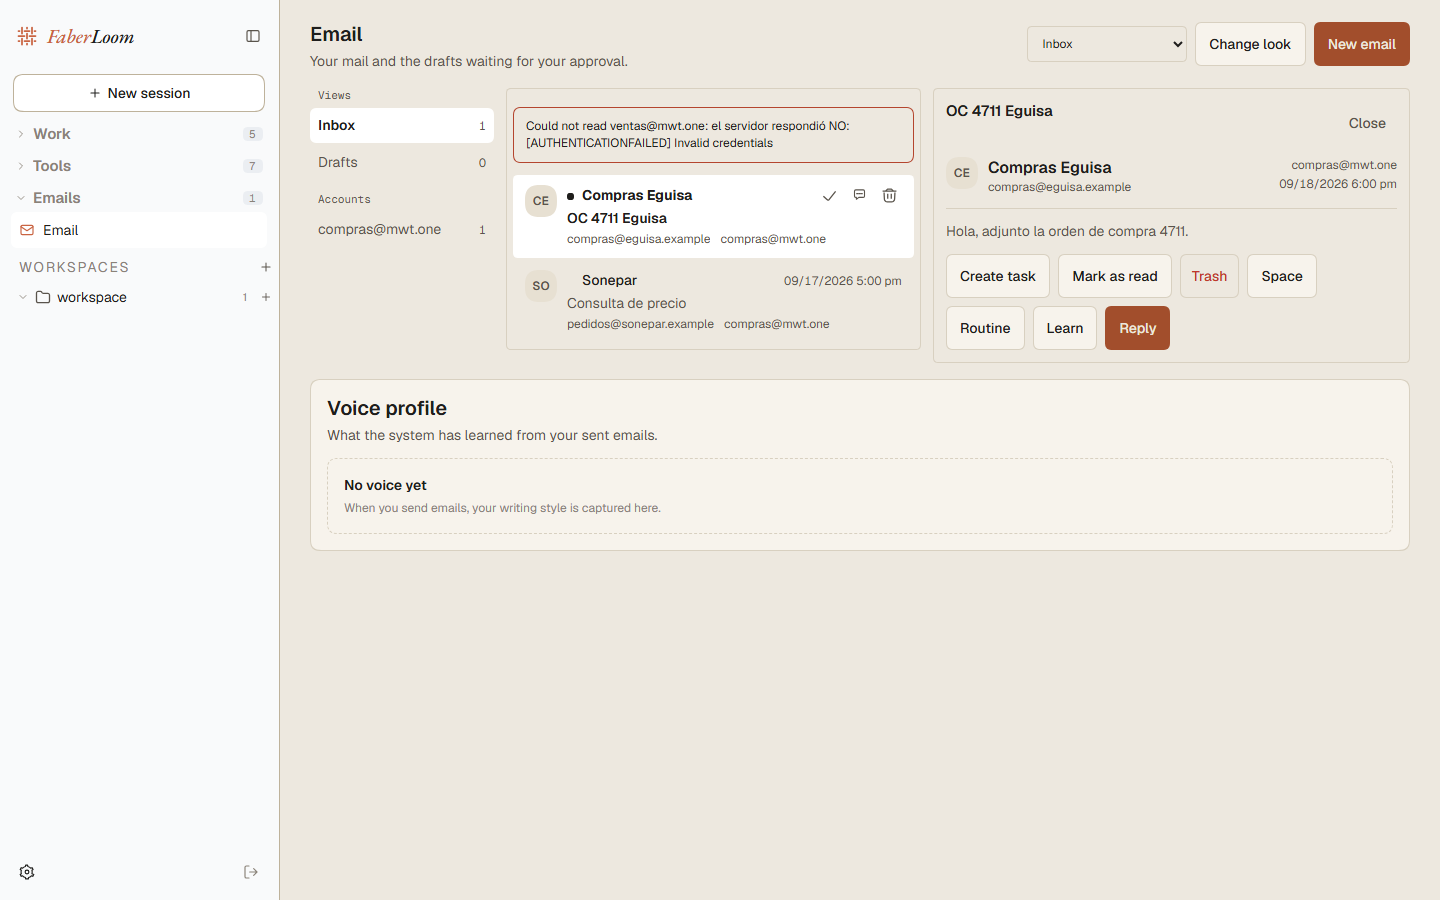 FaberLoom
+ New session
Work 5
Tools 7
Emails 1
Email
WORKSPACES +
workspace 1 +
Email
Your mail and the drafts waiting for your approval.
Inbox
Change look
New email
Views
Inbox 1
Drafts 0
Accounts
compras@mwt.one 1
Could not read ventas@mwt.one: el servidor respondió NO:
[AUTHENTICATIONFAILED] Invalid credentials
CE
Compras Eguisa
OC 4711 Eguisa
compras@eguisa.example compras@mwt.one
SO
Sonepar 09/17/2026 5:00 pm
Consulta de precio
pedidos@sonepar.example compras@mwt.one
OC 4711 Eguisa
Close
CE
Compras Eguisa compras@mwt.one
compras@eguisa.example 09/18/2026 6:00 pm
Hola, adjunto la orden de compra 4711.
Create task Mark as read Trash Space
Routine Learn Reply
Voice profile
What the system has learned from your sent emails.
No voice yet
When you send emails, your writing style is captured here.